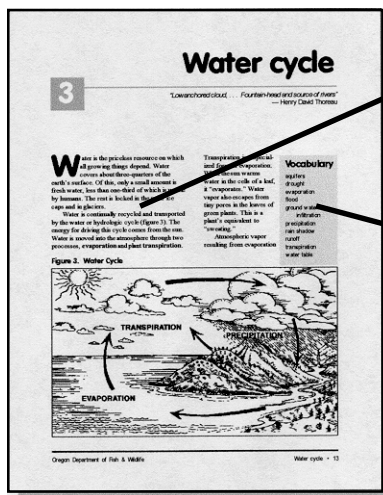 Water cycle
3
"Low anchored cloud, . . . Fountain-head and source of rivers"
— Henry David Thoreau
Water is the priceless resource on which
all growing things depend. Water
covers about three-quarters of the
earth's surface. Of this, only a small amount is
fresh water, less than one-third of which is
by humans. The rest is locked in ice
caps and in glaciers.
Water is continually recycled and transported
by the water or hydrologic cycle (figure 3). The
energy for driving this cycle comes from the sun.
Water is moved into the atmosphere through two
processes, evaporation and plant transpiration.
Transpiration is
ized form of evaporation.
the sun warms
water in the cells of a leaf,
it "evaporates." Water
vapor also escapes from
tiny pores in the leaves of
green plants. This is a
plant's equivalent to
"sweating."
Atmospheric vapor
resulting from evaporation
Vocabulary
aquifers
drought
evaporation
flood
ground water
infiltration
precipitation
rain shadow
runoff
transpiration
water table
Figure 3. Water Cycle
TRANSPIRATION
PRECIPITATION
EVAPORATION
Oregon Department of Fish & Wildlife
Water cycle • 13